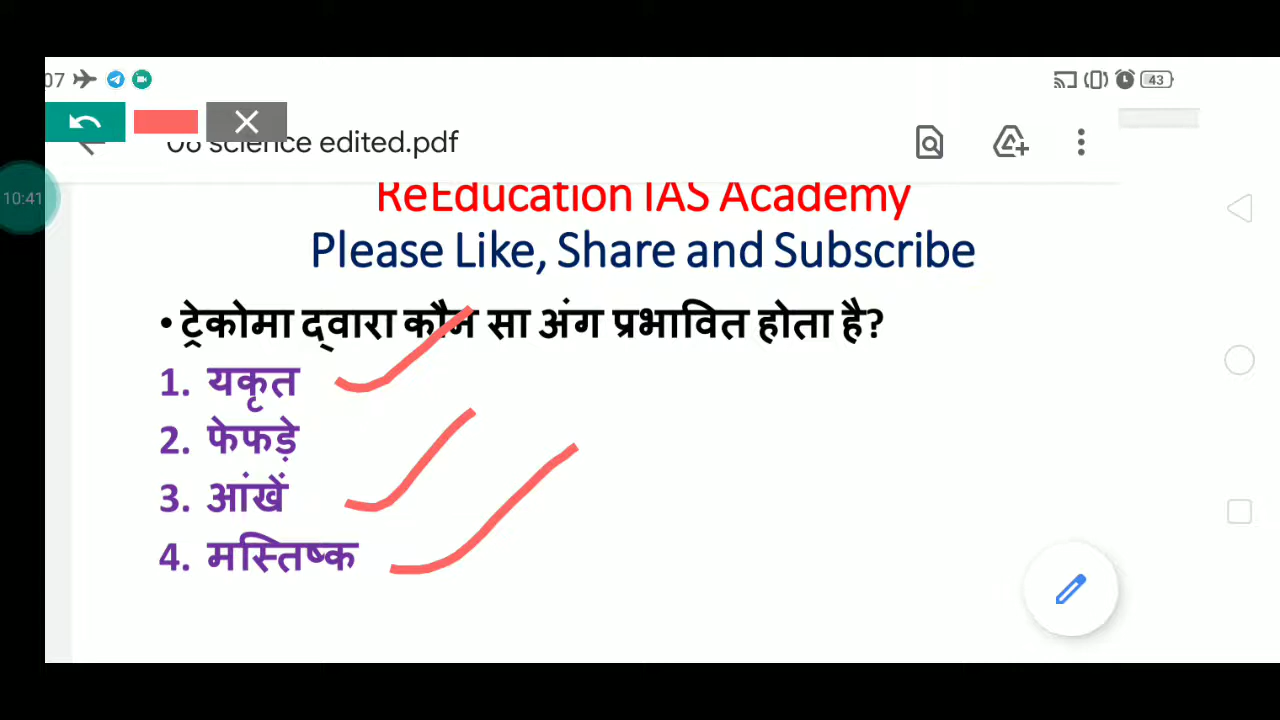 07
43
06 science edited.pdf
10:41
ReEducation IAS Academy
Please Like, Share and Subscribe
• ट्रेकोमा द्वारा कौन सा अंग प्रभावित होता है?
1. यकृत
2. फेफड़े
3. आंखें
4. मस्तिष्क